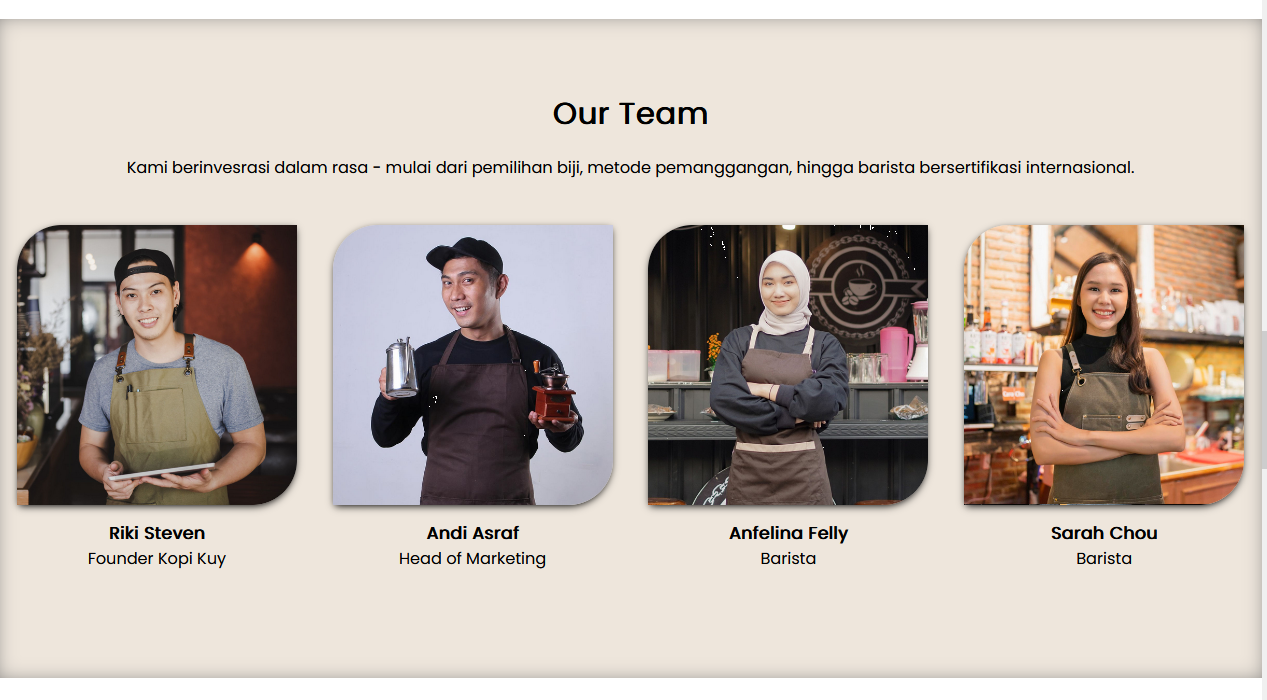 Our Team
Kami berinvesrasi dalam rasa - mulai dari pemilihan biji, metode pemanggangan, hingga barista bersertifikasi internasional.
Riki Steven
Andi Asraf
Anfelina Felly
Sarah Chou
Founder Kopi Kuy
Head of Marketing
Barista
Barista